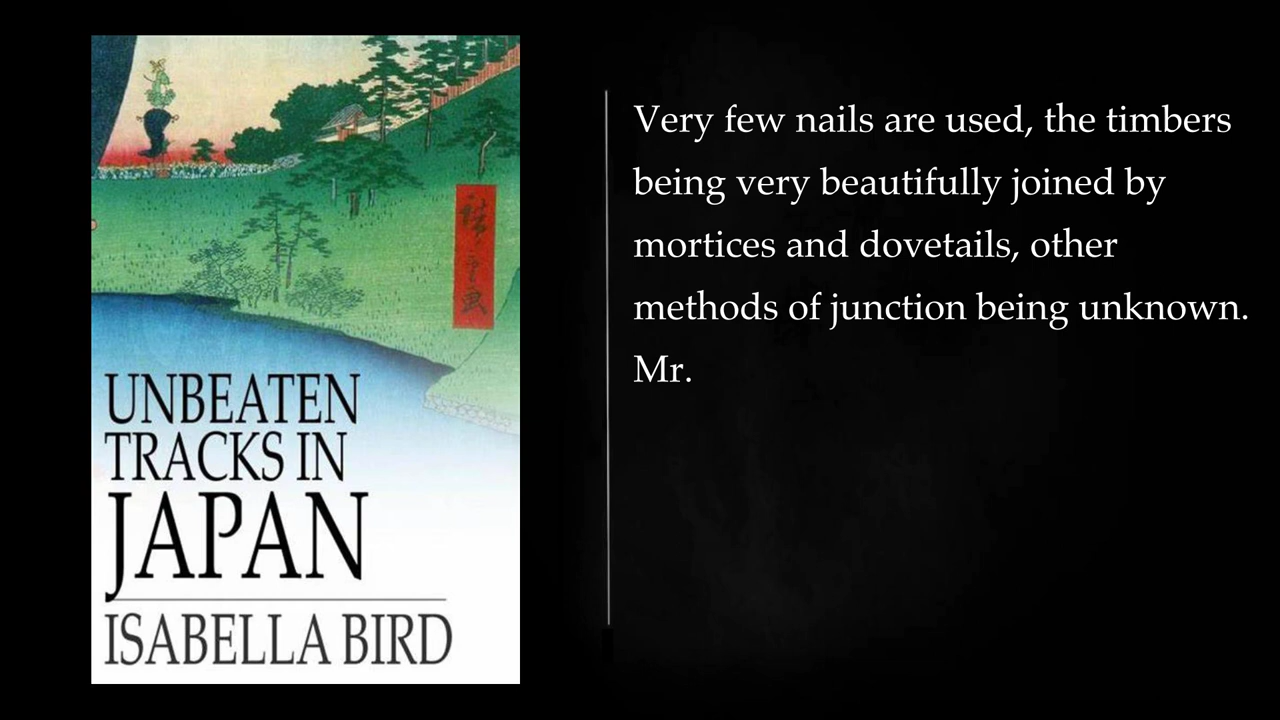 UNBEATEN
TRACKS IN
JAPAN
ISABELLA BIRD
Very few nails are used, the timbers
being very beautifully joined by
mortices and dovetails, other
methods of junction being unknown.
Mr.